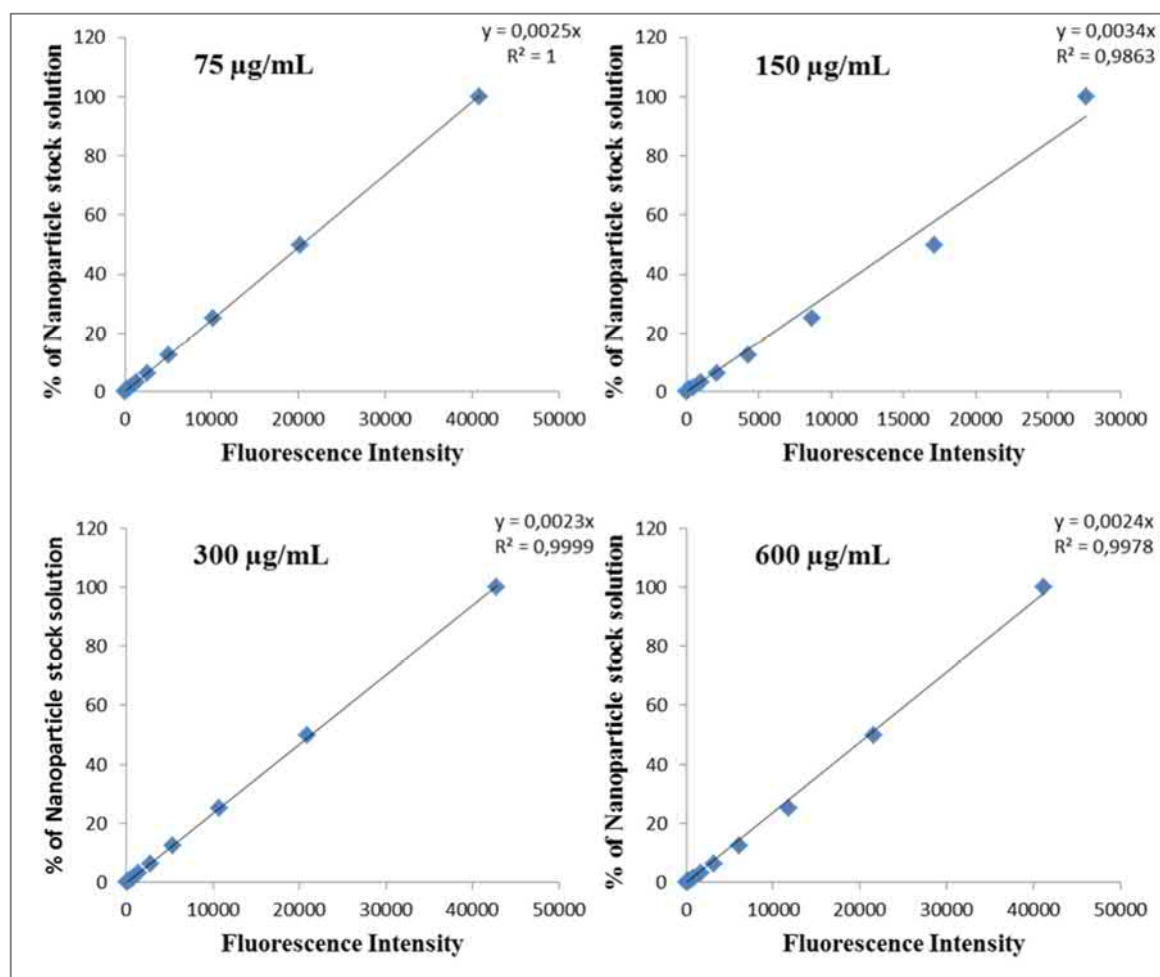 y = 0,0025x
R² = 1
75 µg/mL
120
100
80
60
40
20
0
% of Nanoparticle stock solution
0 10000 20000 30000 40000 50000
Fluorescence Intensity
y = 0,0034x
R² = 0,9863
150 µg/mL
120
100
80
60
40
20
0
% of Nanoparticle stock solution
0 5000 10000 15000 20000 25000 30000
Fluorescence Intensity
y = 0,0023x
R² = 0,9999
300 µg/mL
120
100
80
60
40
20
0
% of Nanoparticle stock solution
0 10000 20000 30000 40000 50000
Fluorescence Intensity
y = 0,0024x
R² = 0,9978
600 µg/mL
120
100
80
60
40
20
0
% of Nanoparticle stock solution
0 10000 20000 30000 40000 50000
Fluorescence Intensity